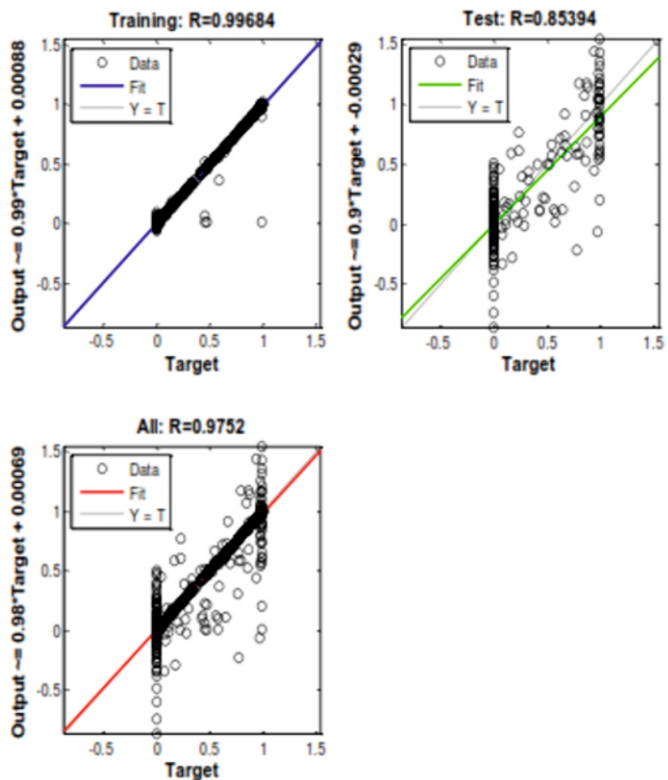 Training: R=0.99684
Output ~= 0.99*Target + 0.00088
1.5
1
0.5
0
-0.5
Data
Fit
Y = T
-0.5
0
0.5
1
1.5
Target
Test: R=0.85394
Output ~= 0.9*Target + -0.00029
1.5
1
0.5
0
-0.5
Data
Fit
Y = T
-0.5
0
0.5
1
1.5
Target
All: R=0.9752
Output ~= 0.98*Target + 0.00069
1.5
1
0.5
0
-0.5
Data
Fit
Y = T
-0.5
0
0.5
1
1.5
Target